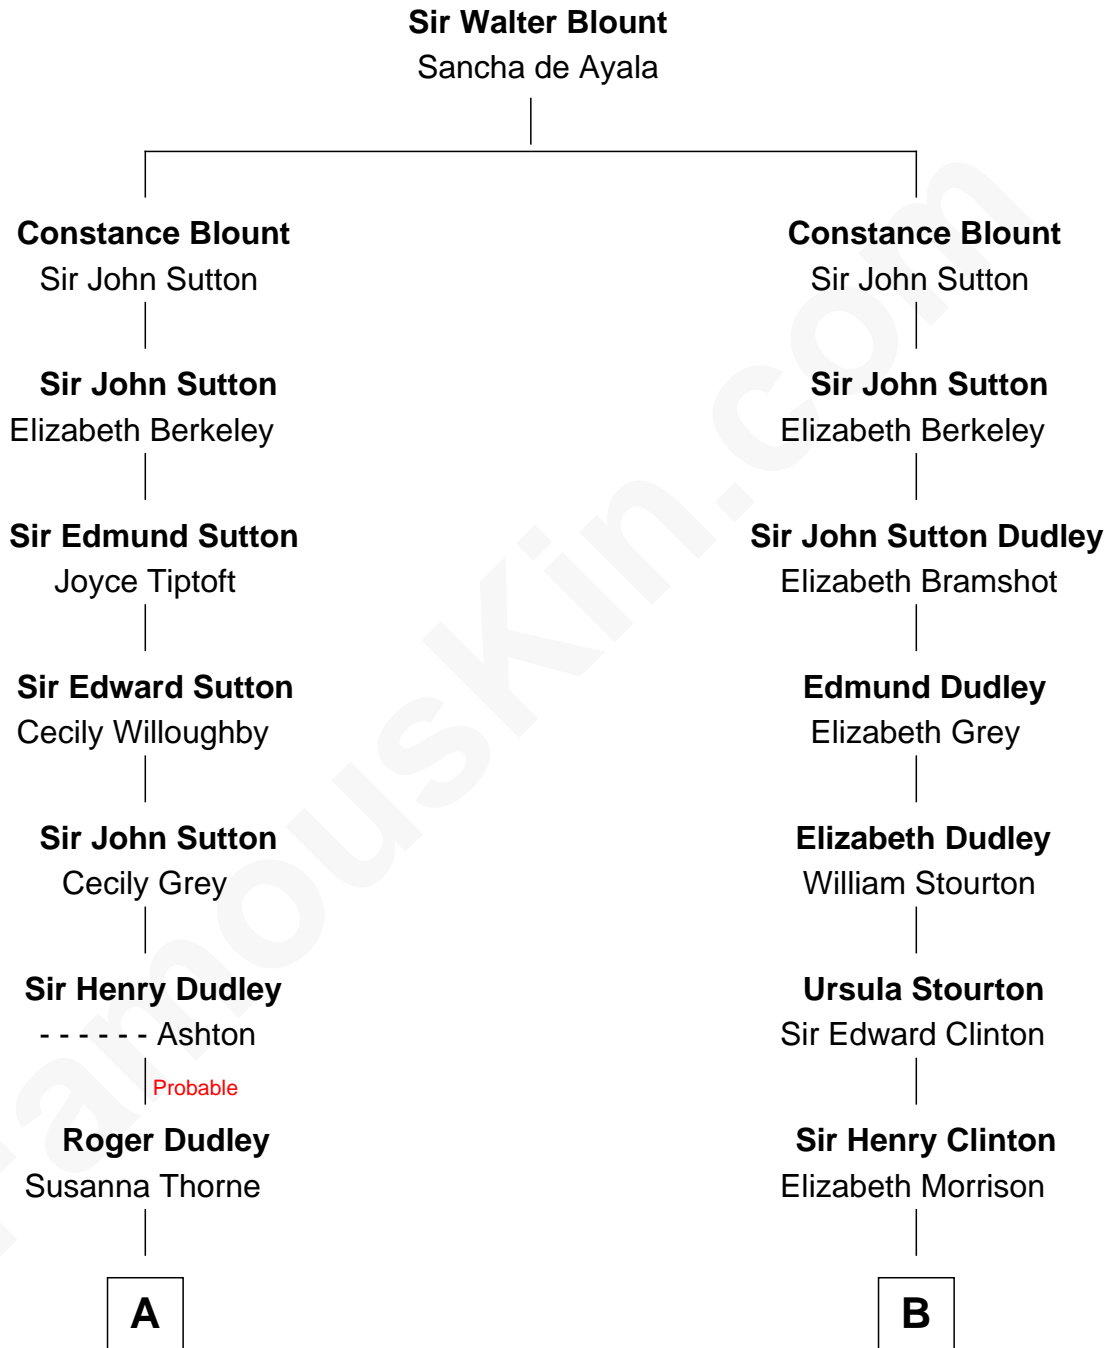 Sir Walter Blount
Sancha de Ayala
Constance Blount
Sir John Sutton
Sir John Sutton
Elizabeth Berkeley
Sir Edmund Sutton
Joyce Tiptoft
Sir Edward Sutton
Cecily Willoughby
Sir John Sutton
Cecily Grey
Sir Henry Dudley
- - - - - - Ashton
Probable
Roger Dudley
Susanna Thorne
A
Constance Blount
Sir John Sutton
Sir John Sutton
Elizabeth Berkeley
Sir John Sutton Dudley
Elizabeth Bramshot
Edmund Dudley
Elizabeth Grey
Elizabeth Dudley
William Stourton
Ursula Stourton
Sir Edward Clinton
Sir Henry Clinton
Elizabeth Morrison
B
FamousKin.com